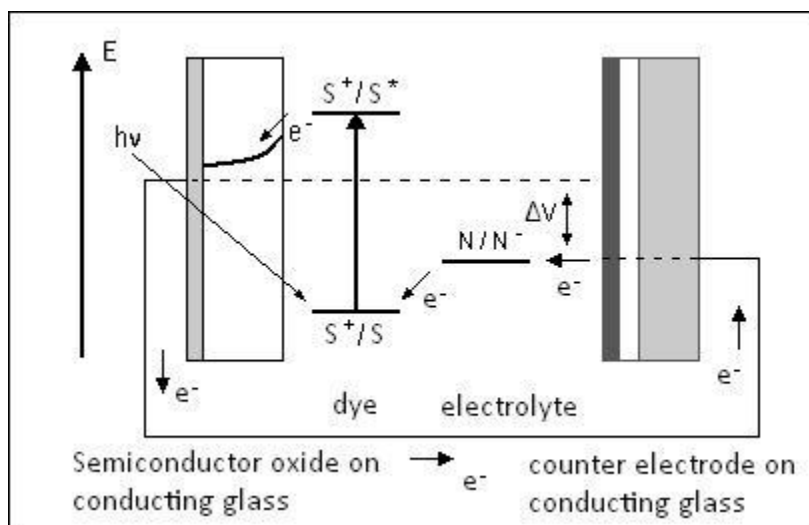 E
S⁺/S*
e⁻
hν
ΔV
N/N⁻
e⁻
e⁻
S⁺/S
e⁻
e⁻
dye electrolyte
Semiconductor oxide on
conducting glass
e⁻
counter electrode on
conducting glass